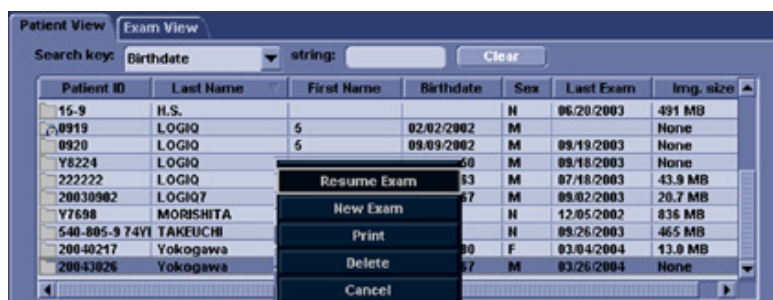 Patient View Exam View
Search key: Birthdate string: Clear
Patient ID Last Name First Name Birthdate Sex Last Exam Img. size
15-9 H.S. N 06/20/2003 491 MB
0919 LOGIQ 5 02/02/2002 M None
0920 LOGIQ 5 09/09/2002 M 09/19/2003 None
Y8224 LOGIQ 60 M 09/18/2003 None
222222 LOGIQ 63 M 07/18/2003 43.9 MB
20030902 LOGIQ7 67 M 09/02/2003 20.7 MB
Y7698 MORISHITA N 12/05/2002 836 MB
540-805-9 74YI TAKEUCHI N 09/26/2003 465 MB
20040217 Yokogawa 80 F 03/04/2004 13.0 MB
20043026 Yokogawa 67 M 03/26/2004 None
Resume Exam
New Exam
Print
Delete
Cancel